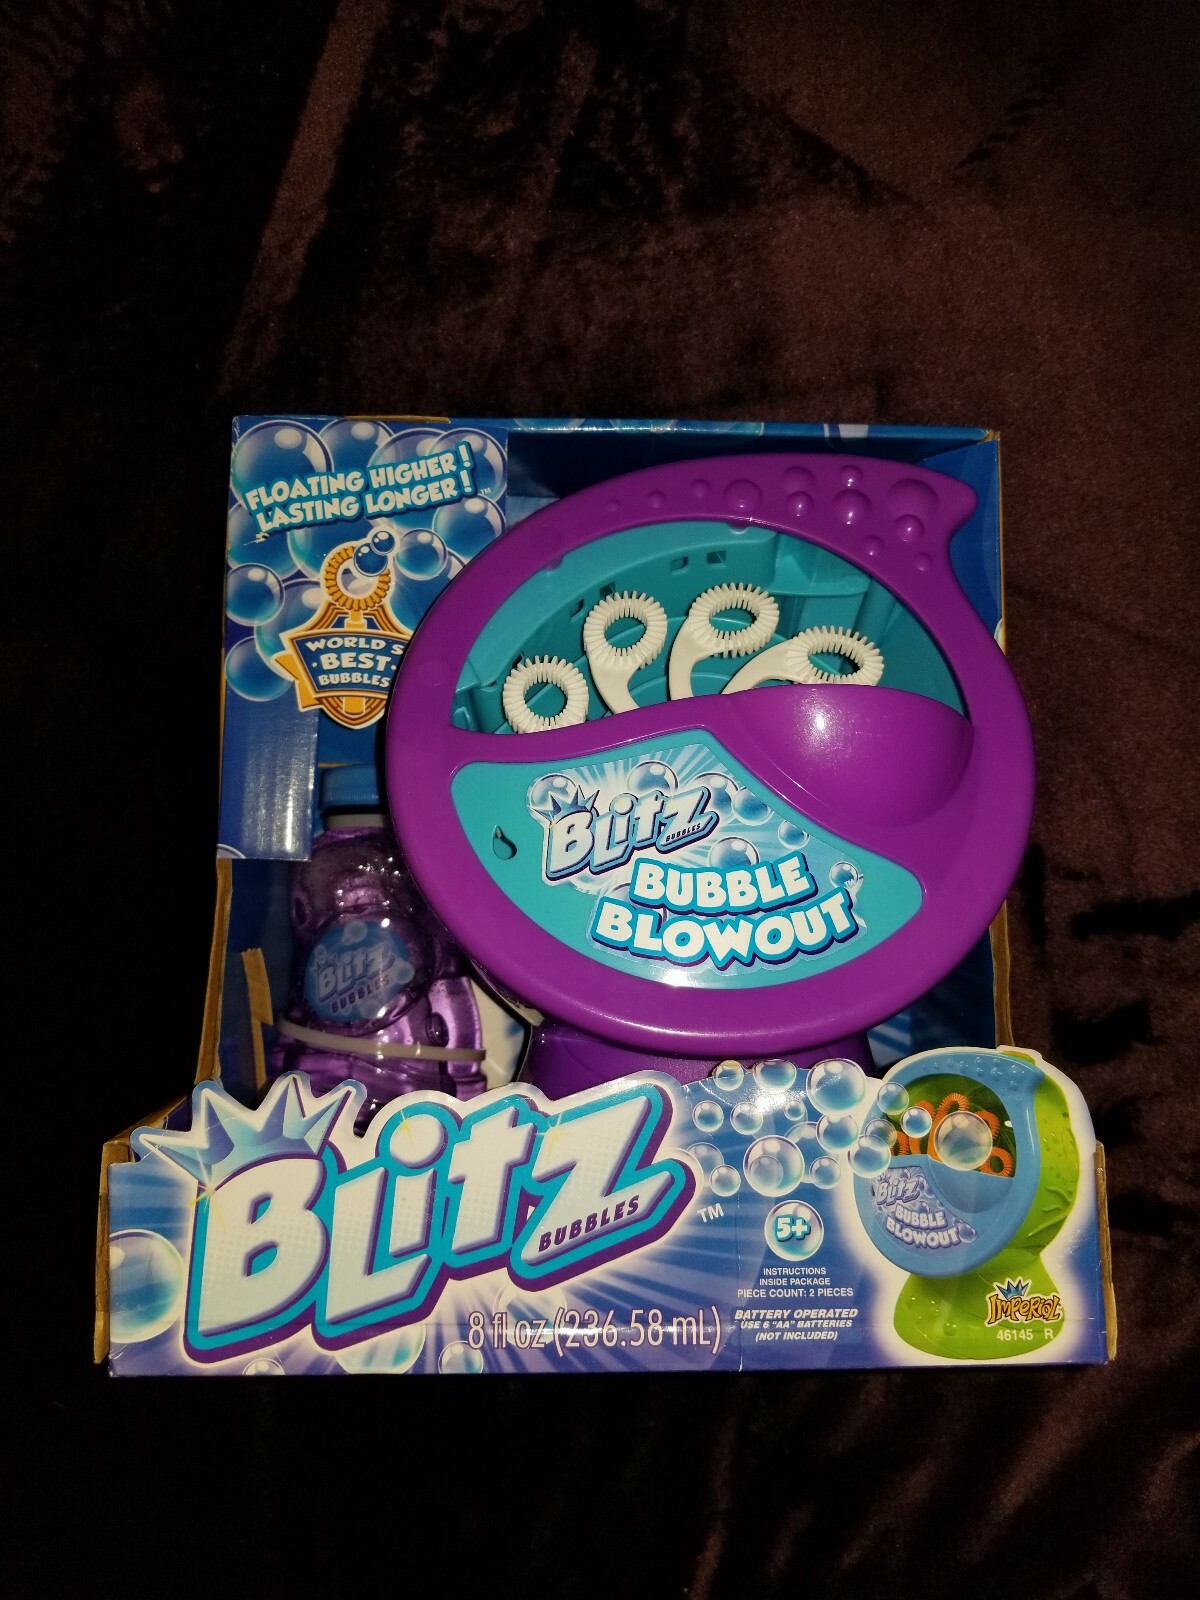 FLOATING HIGHER!
LASTING LONGER!™
WORLD'S
·BEST·
BUBBLES
BLitZ
BUBBLES
BUBBLE
BLOWOUT
BLitZ
BUBBLES
BLitZ
BUBBLES
™
8 fl oz (236.58 mL)
5+
INSTRUCTIONS
INSIDE PACKAGE
PIECE COUNT: 2 PIECES
BATTERY OPERATED
USE 6 "AA" BATTERIES
(NOT INCLUDED)
BLitZ
BUBBLE
BLOWOUT
IMPERIAL
46145 R